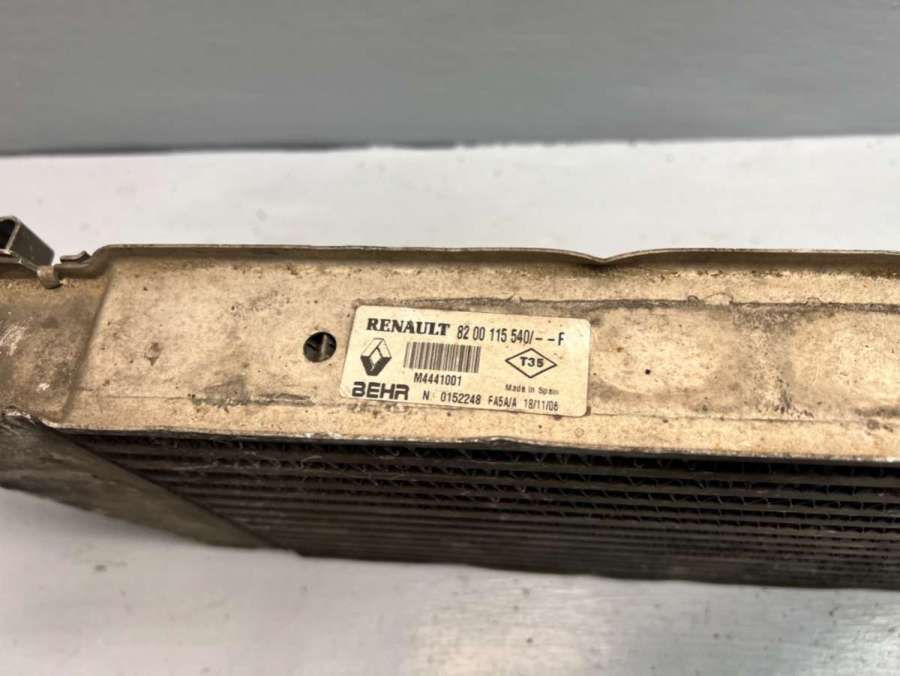 RENAULT 82 00 115 540/--F
T35
M4441001
Made in Spain
BEHR N 0152248 FA5A/A 18/11/06